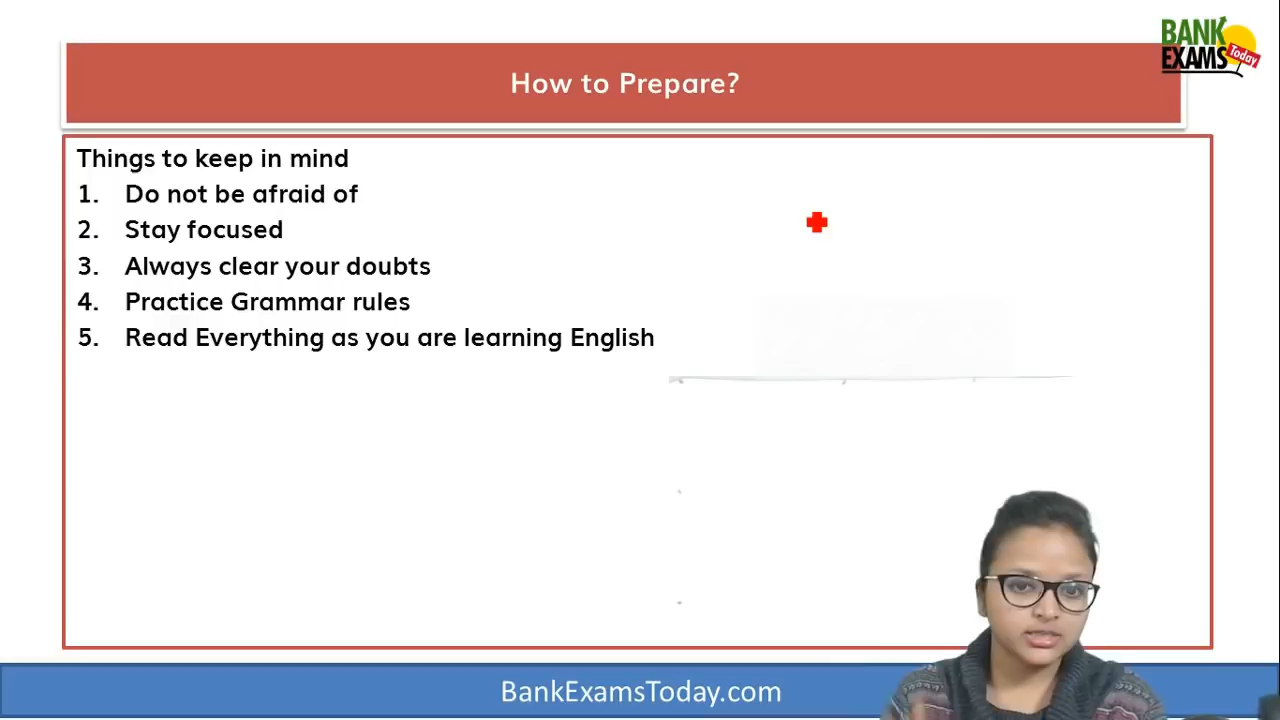 BANK
EXAMS
Today
How to Prepare?
Things to keep in mind
1. Do not be afraid of
2. Stay focused
3. Always clear your doubts
4. Practice Grammar rules
5. Read Everything as you are learning English
BankExamsToday.com